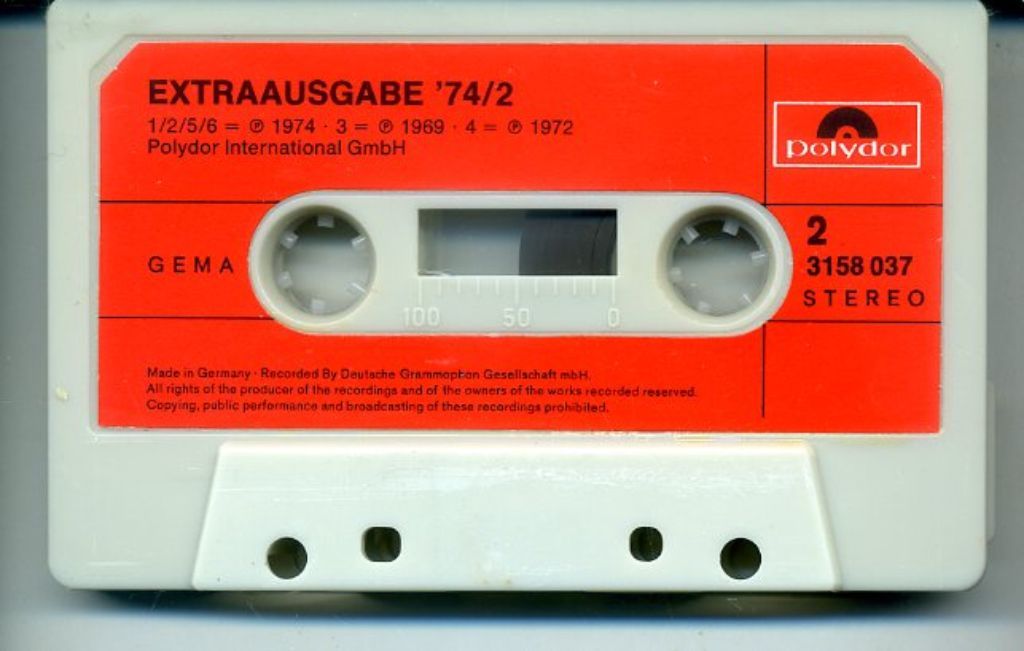 EXTRAAUSGABE '74/2
1/2/5/6 = ℗ 1974 · 3 = ℗ 1969 · 4 = ℗ 1972
Polydor International GmbH
polydor
GEMA
2
3158 037
STEREO
100 50 0
Made in Germany · Recorded By Deutsche Grammophon Gesellschaft mbH.
All rights of the producer of the recordings and of the owners of the works recorded reserved.
Copying, public performance and broadcasting of these recordings prohibited.